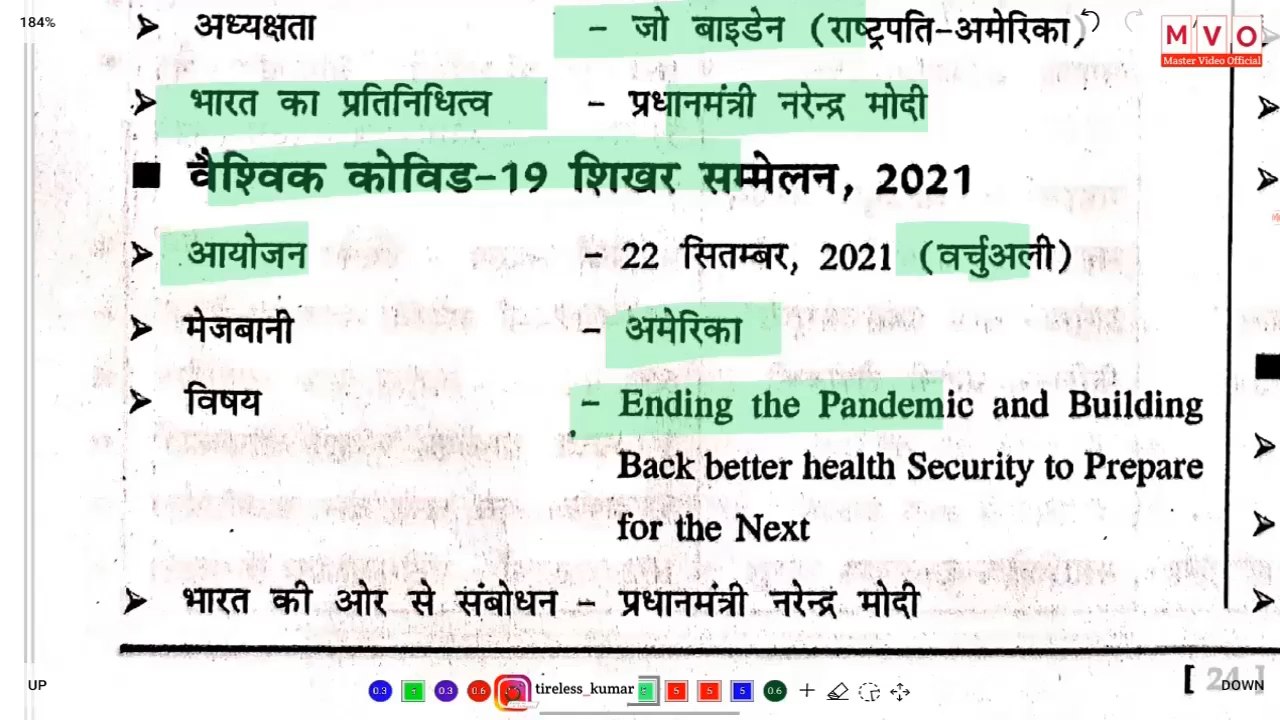 184%
➤ अध्यक्षता – जो बाइडेन (राष्ट्रपति-अमेरिका)
MVO
Master Video Official
➤ भारत का प्रतिनिधित्व – प्रधानमंत्री नरेन्द्र मोदी
■ वैश्विक कोविड-19 शिखर सम्मेलन, 2021
➤ आयोजन – 22 सितम्बर, 2021 (वर्चुअली)
➤ मेजबानी – अमेरिका
➤ विषय – Ending the Pandemic and Building
Back better health Security to Prepare
for the Next
➤ भारत की ओर से संबोधन – प्रधानमंत्री नरेन्द्र मोदी
[ 24 ]
UP
0.3 0.3 0.6 tireless_kumar 5 5 5 0.6
DOWN